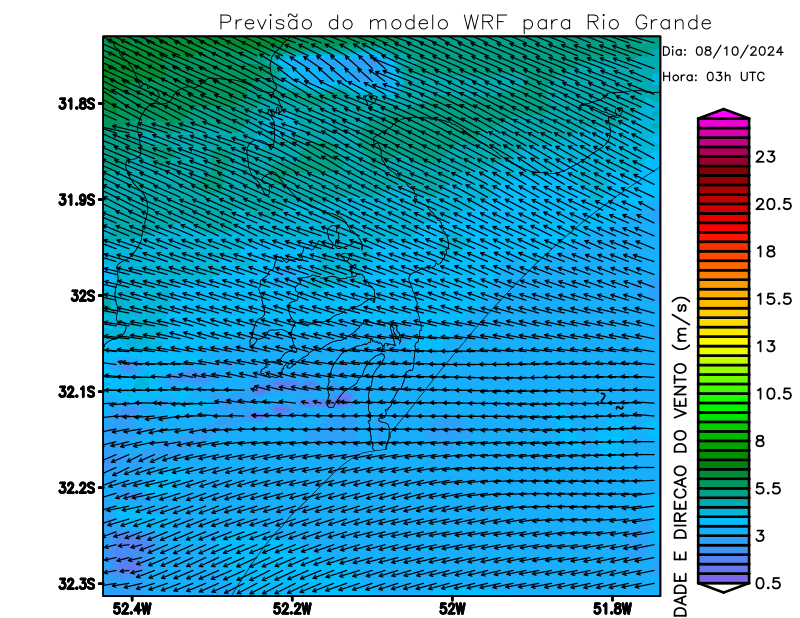 Previsão do modelo WRF para Rio Grande
Dia: 08/10/2024
Hora: 03h UTC
31.8S
31.9S
32S
32.1S
32.2S
32.3S
52.4W
52.2W
52W
51.8W
23
20.5
18
15.5
13
10.5
8
5.5
3
0.5
DADE E DIRECAO DO VENTO (m/s)